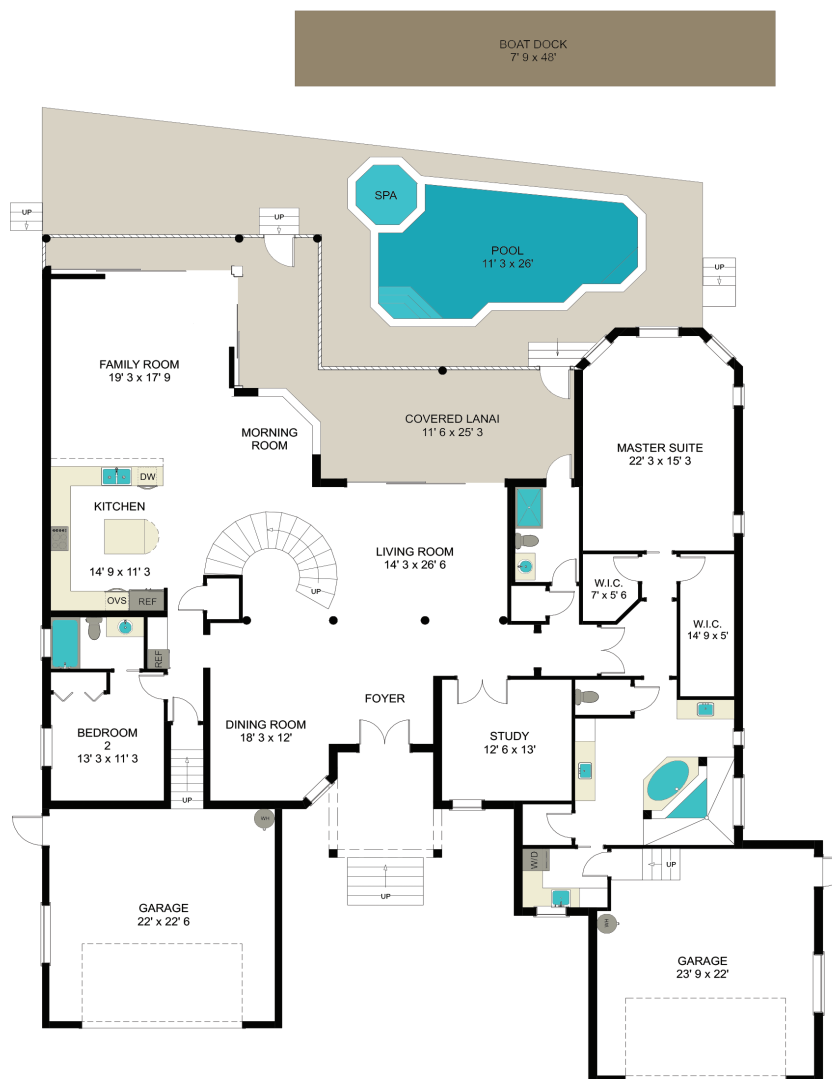 BOAT DOCK
7' 9 x 48'
SPA
UP
UP
POOL
11' 3 x 26'
UP
FAMILY ROOM
19' 3 x 17' 9
COVERED LANAI
11' 6 x 25' 3
MORNING
ROOM
MASTER SUITE
22' 3 x 15' 3
DW
KITCHEN
LIVING ROOM
14' 3 x 26' 6
14' 9 x 11' 3
UP
W.I.C.
7' x 5' 6
OVS
REF
W.I.C.
14' 9 x 5'
REF
FOYER
DINING ROOM
18' 3 x 12'
BEDROOM
2
13' 3 x 11' 3
STUDY
12' 6 x 13'
UP
WH
W/D
UP
UP
GARAGE
22' x 22' 6
WH
GARAGE
23' 9 x 22'